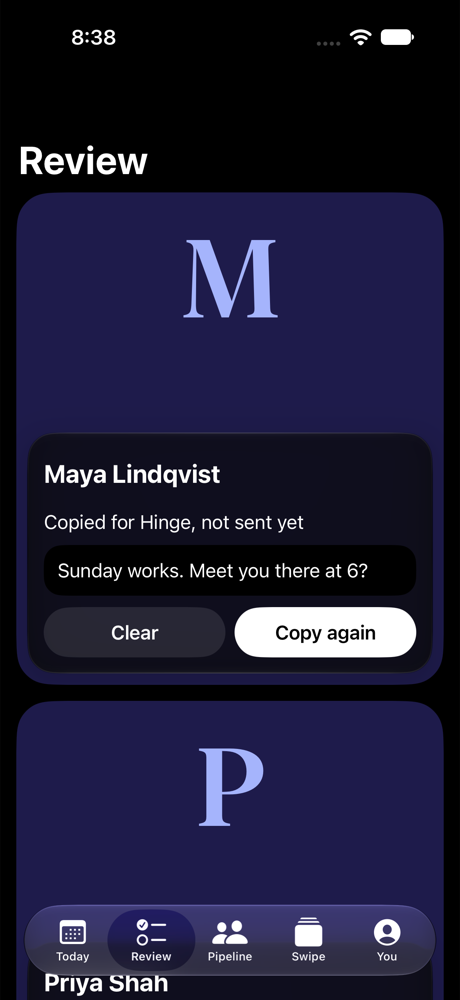 8:38
Review
M
Maya Lindqvist
Copied for Hinge, not sent yet
Sunday works. Meet you there at 6?
Clear
Copy again
P
Priya Shah
Today
Review
Pipeline
Swipe
You